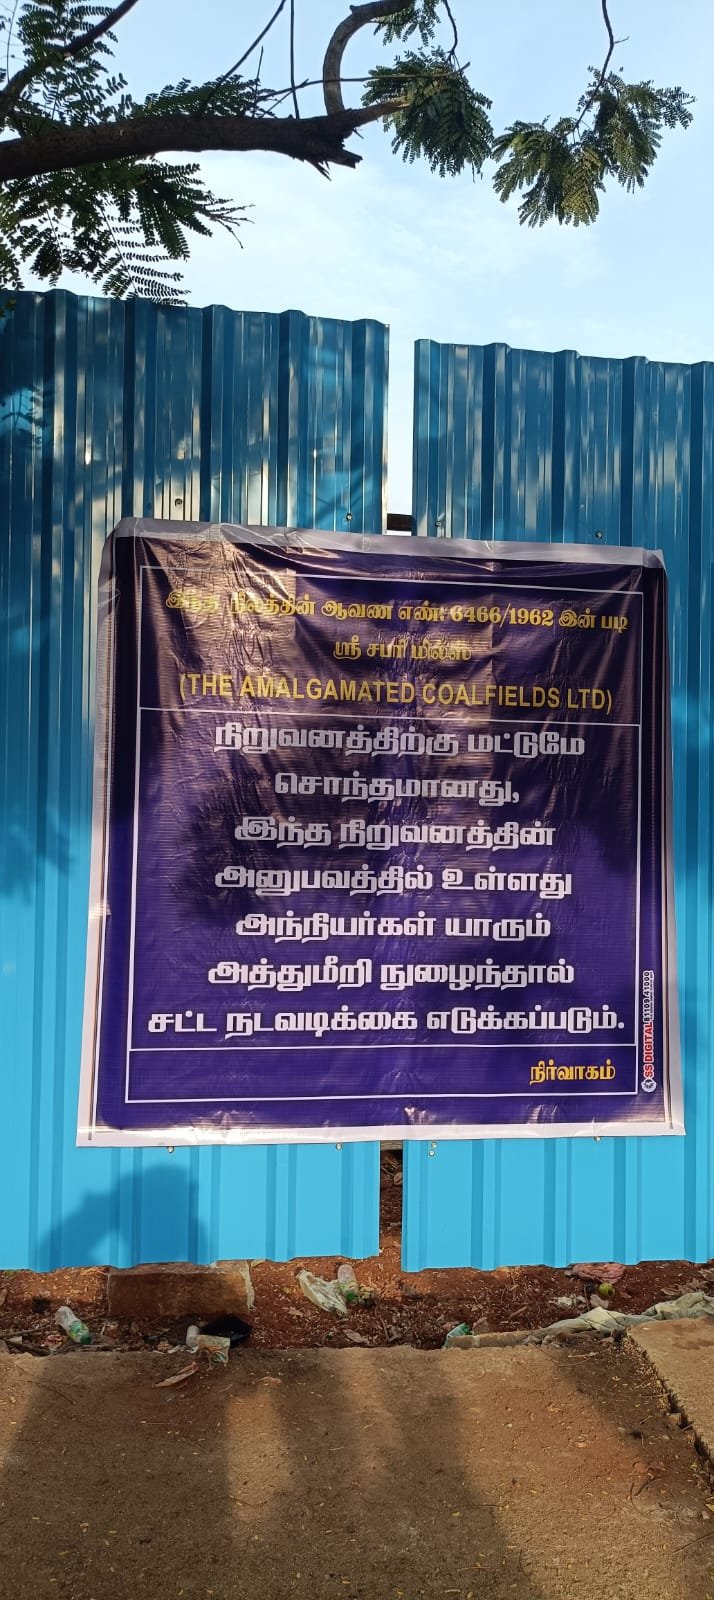 இந்த நிலத்தின் ஆவண எண்: 6466/1962 இன் படி
ஸ்ரீ சபரி மில்ஸ்
(THE AMALGAMATED COALFIELDS LTD)
நிறுவனத்திற்கு மட்டுமே
சொந்தமானது,
இந்த நிறுவனத்தின்
அனுபவத்தில் உள்ளது
அந்நியர்கள் யாரும்
அத்துமீறி நுழைந்தால்
சட்ட நடவடிக்கை எடுக்கப்படும்.
நிர்வாகம்
SS DIGITAL